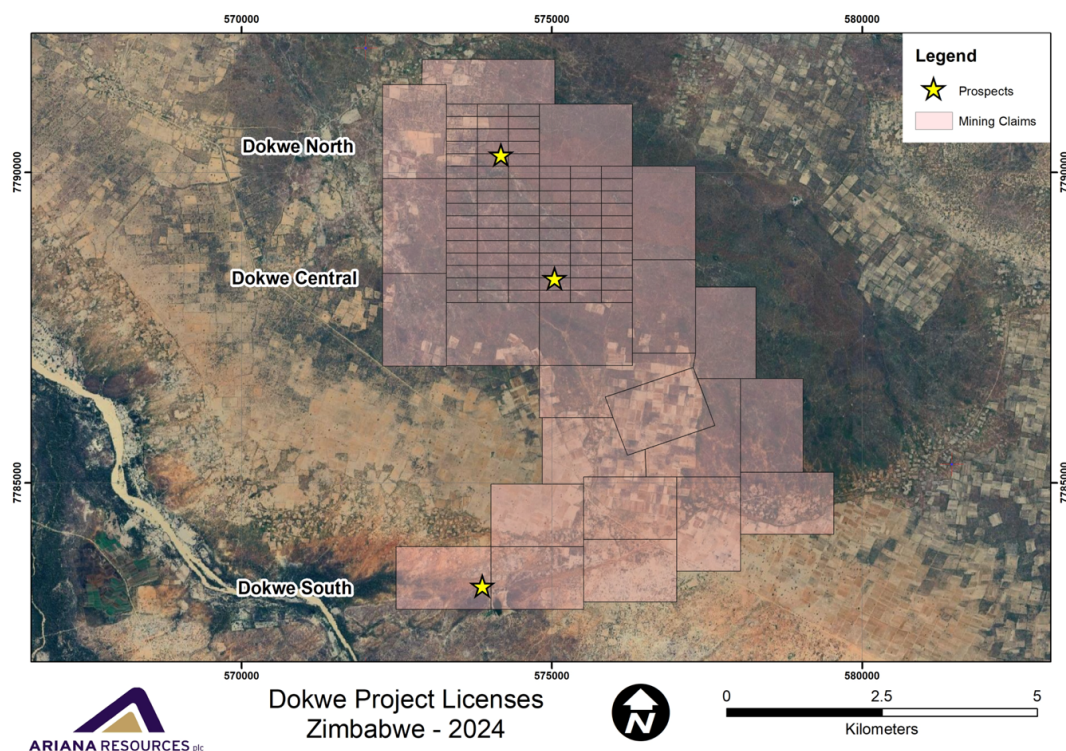 570000
575000
580000
Legend
Prospects
Mining Claims
Dokwe North
7790000
7790000
Dokwe Central
7785000
7785000
Dokwe South
570000
575000
580000
Dokwe Project Licenses
Zimbabwe - 2024
N
0
2.5
5
Kilometers
ARIANA RESOURCES plc